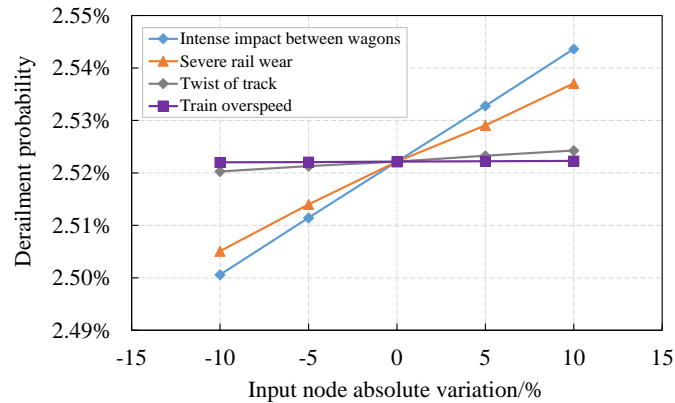 2.55%
2.54%
2.53%
2.52%
2.51%
2.50%
2.49%
Derailment probability
Intense impact between wagons
Severe rail wear
Twist of track
Train overspeed
-15 -10 -5 0 5 10 15
Input node absolute variation/%